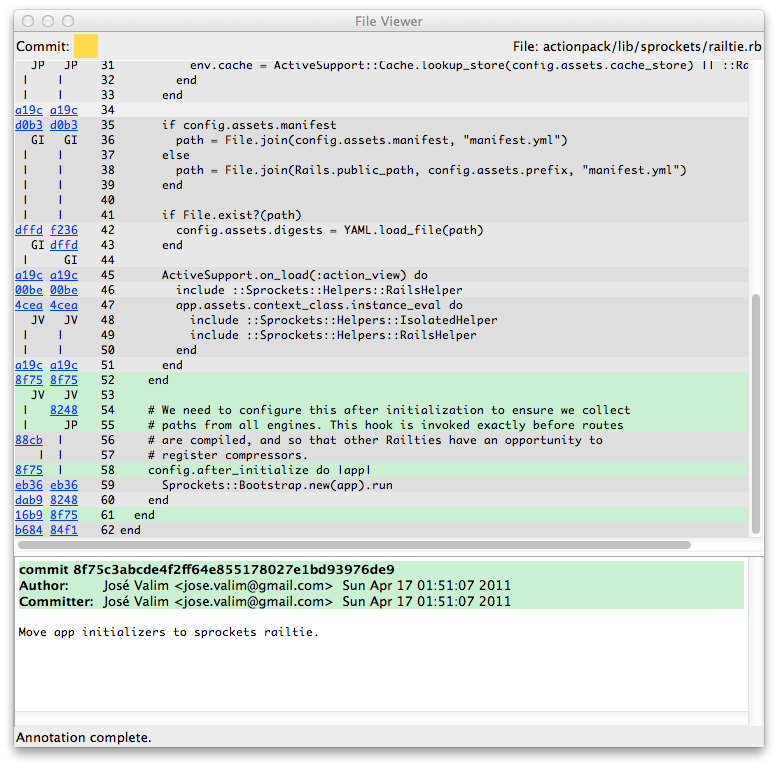 File Viewer
Commit: File: actionpack/lib/sprockets/railtie.rb
JP JP 31 env.cache = ActiveSupport::Cache.lookup_store(config.assets.cache_store) || ::Ra
| | 32 end
| | 33 end
a19c a19c 34
d0b3 d0b3 35 if config.assets.manifest
GI GI 36 path = File.join(config.assets.manifest, "manifest.yml")
| | 37 else
| | 38 path = File.join(Rails.public_path, config.assets.prefix, "manifest.yml")
| | 39 end
| | 40
| | 41 if File.exist?(path)
dffd f236 42 config.assets.digests = YAML.load_file(path)
GI dffd 43 end
| GI 44
a19c a19c 45 ActiveSupport.on_load(:action_view) do
00be 00be 46 include ::Sprockets::Helpers::RailsHelper
4cea 4cea 47 app.assets.context_class.instance_eval do
JV JV 48 include ::Sprockets::Helpers::IsolatedHelper
| | 49 include ::Sprockets::Helpers::RailsHelper
| | 50 end
a19c a19c 51 end
8f75 8f75 52 end
JV JV 53
| 8248 54 # We need to configure this after initialization to ensure we collect
| JP 55 # paths from all engines. This hook is invoked exactly before routes
88cb | 56 # are compiled, and so that other Railties have an opportunity to
| | 57 # register compressors.
8f75 | 58 config.after_initialize do |app|
eb36 eb36 59 Sprockets::Bootstrap.new(app).run
dab9 8248 60 end
16b9 8f75 61 end
b684 84f1 62 end
commit 8f75c3abcde4f2ff64e855178027e1bd93976de9
Author: José Valim <jose.valim@gmail.com> Sun Apr 17 01:51:07 2011
Committer: José Valim <jose.valim@gmail.com> Sun Apr 17 01:51:07 2011
Move app initializers to sprockets railtie.
Annotation complete.